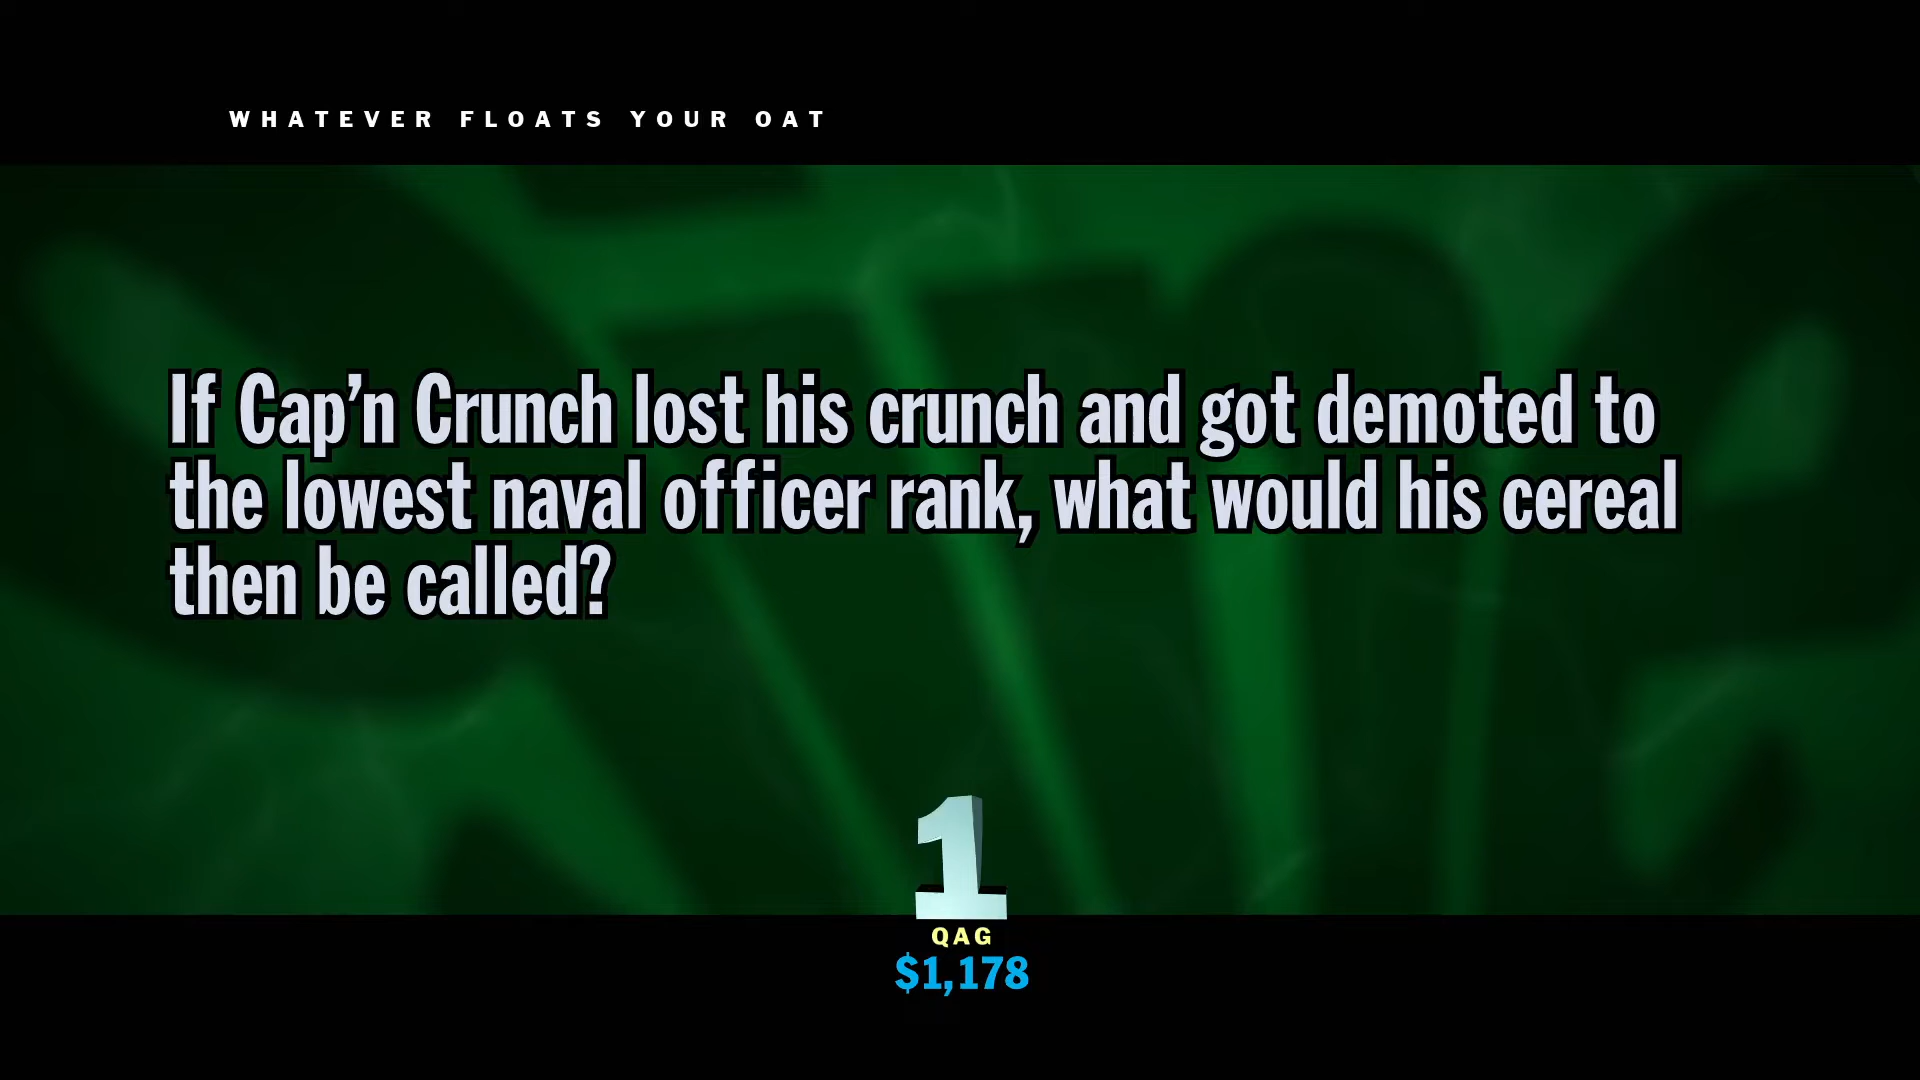 WHATEVER FLOATS YOUR OAT
If Cap’n Crunch lost his crunch and got demoted to
the lowest naval officer rank, what would his cereal
then be called?
1
QAG
$1,178